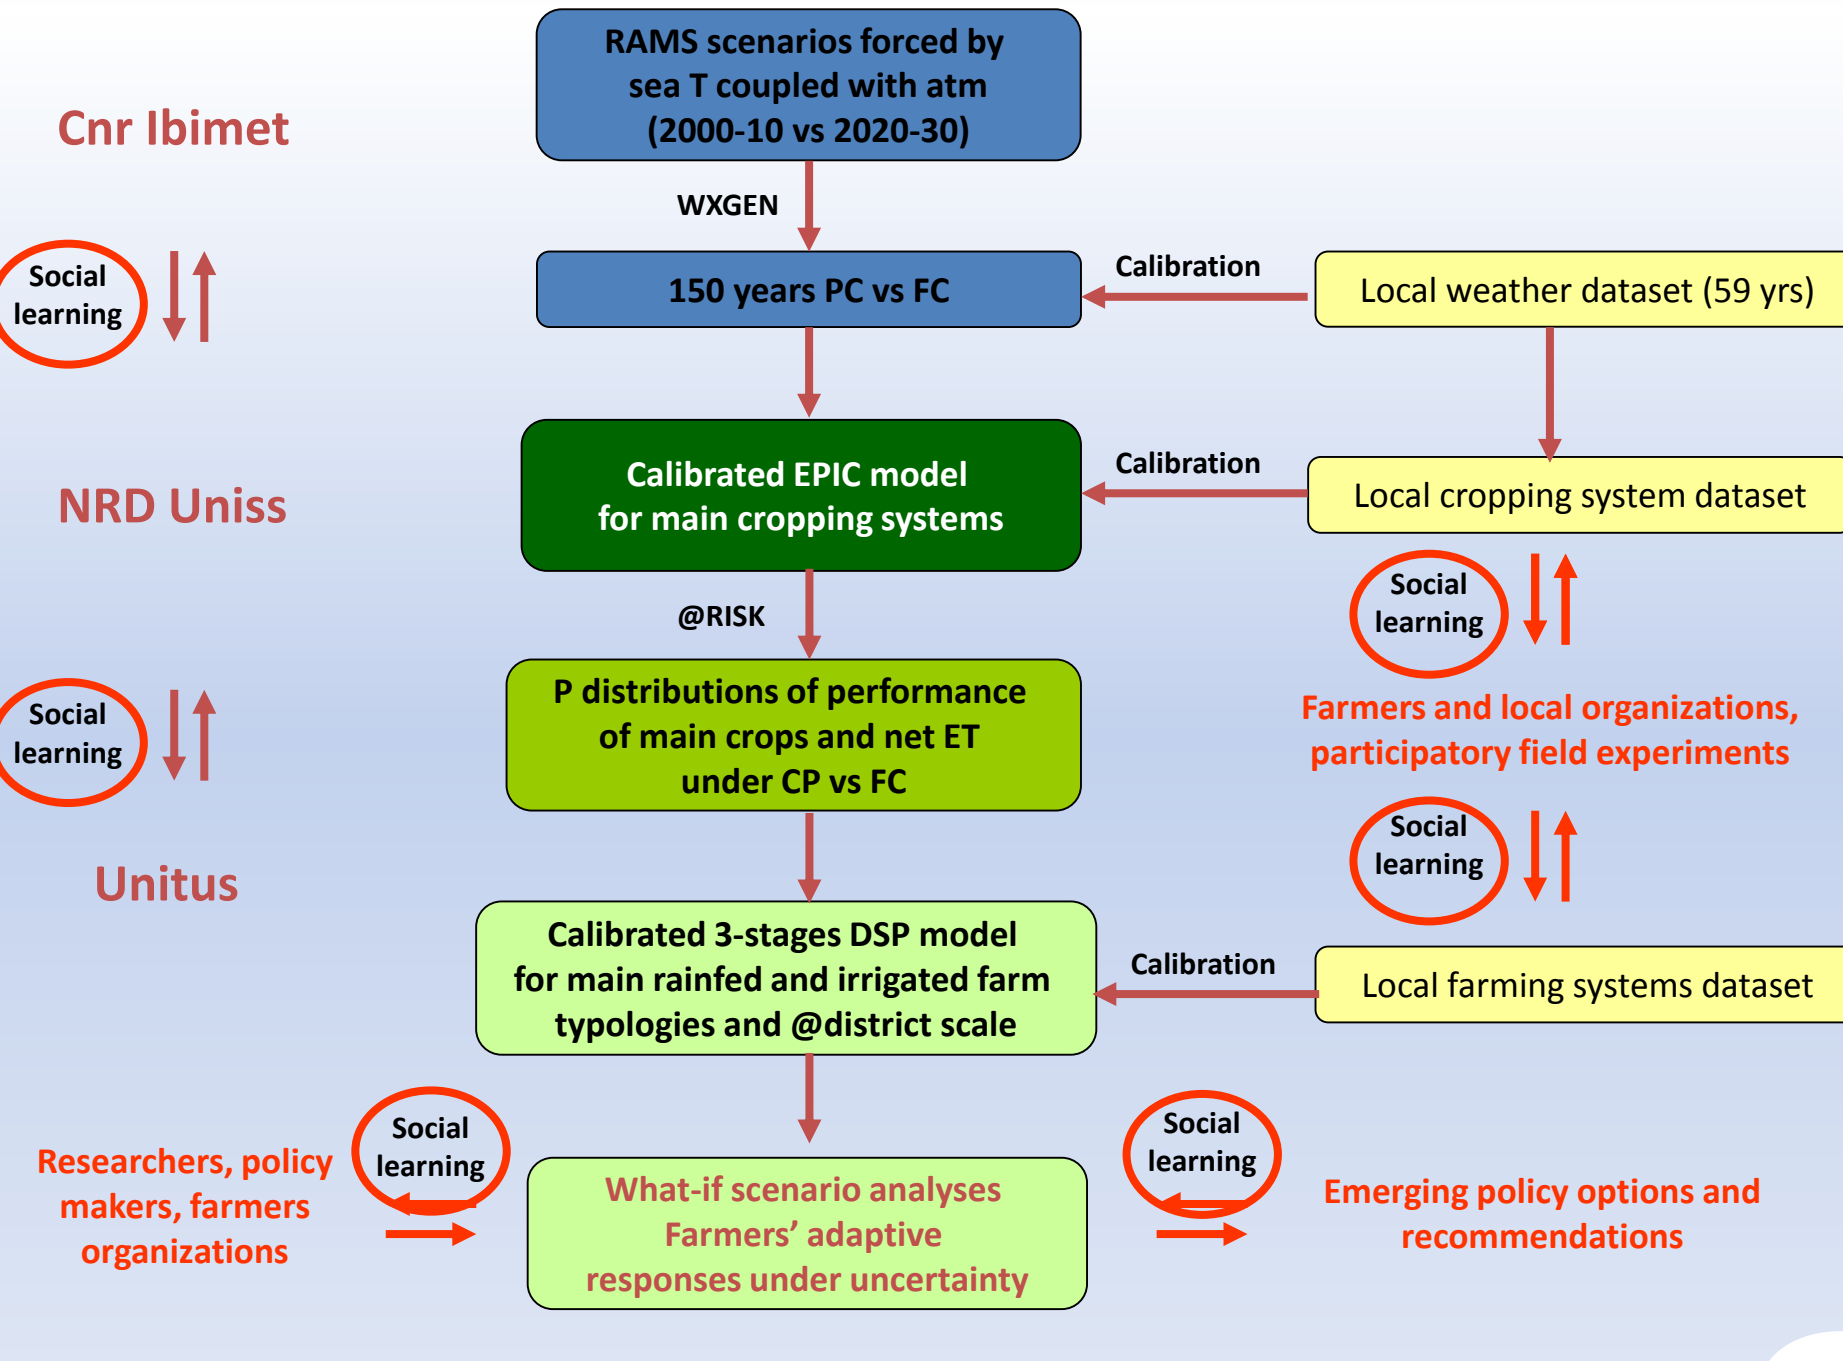 RAMS scenarios forced by
sea T coupled with atm
(2000-10 vs 2020-30)
Cnr Ibimet
WXGEN
Social
learning
150 years PC vs FC
Calibration
Local weather dataset (59 yrs)
NRD Uniss
Calibrated EPIC model
for main cropping systems
Calibration
Local cropping system dataset
@RISK
Social
learning
Social
learning
P distributions of performance
of main crops and net ET
under CP vs FC
Farmers and local organizations,
participatory field experiments
Social
learning
Unitus
Calibrated 3-stages DSP model
for main rainfed and irrigated farm
typologies and @district scale
Calibration
Local farming systems dataset
Researchers, policy
makers, farmers
organizations
Social
learning
What-if scenario analyses
Farmers’ adaptive
responses under uncertainty
Social
learning
Emerging policy options and
recommendations